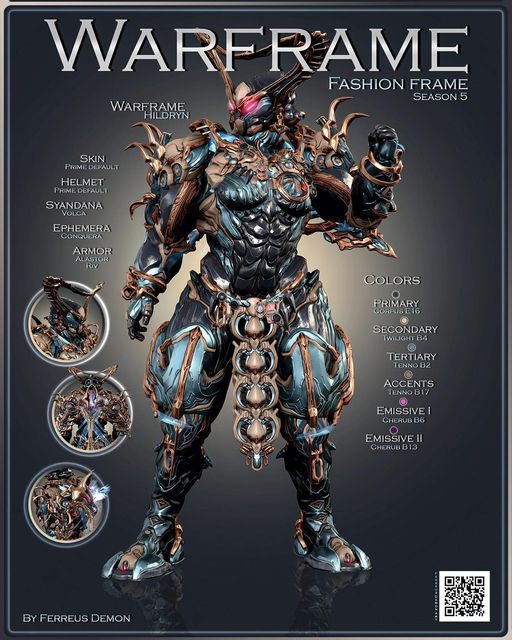 WARFRAME
FASHION FRAME
SEASON 5
WARFRAME
HILDRYN
SKIN
PRIME DEFAULT
HELMET
PRIME DEFAULT
SYANDANA
VOLCA
EPHEMERA
CONQUERA
ARMOR
ALASTOR
RIV
COLORS
PRIMARY
CORPUS E16
SECONDARY
TWILIGHT B4
TERTIARY
TENNO B2
ACCENTS
TENNO B17
EMISSIVE I
CHERUB B6
EMISSIVE II
CHERUB B13
BY FERREUS DEMON